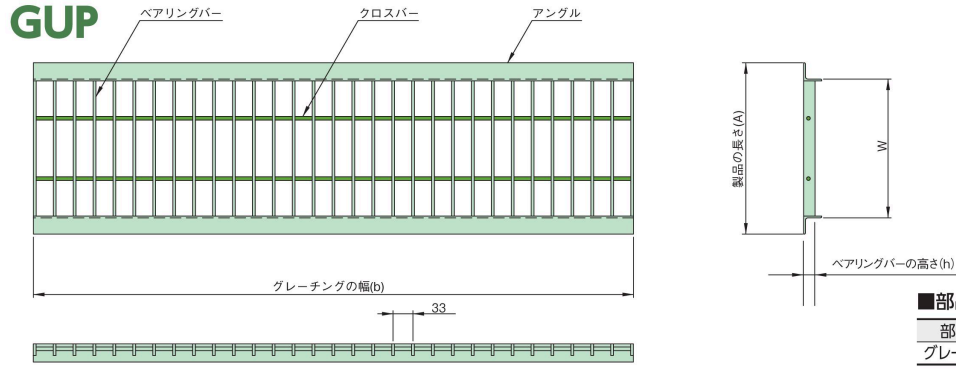 GUP
ベアリングバー
クロスバー
アングル
製品の長さ(A)
W
ベアリングバーの高さ(h)
グレーチングの幅(b)
33
■部
部
グレー